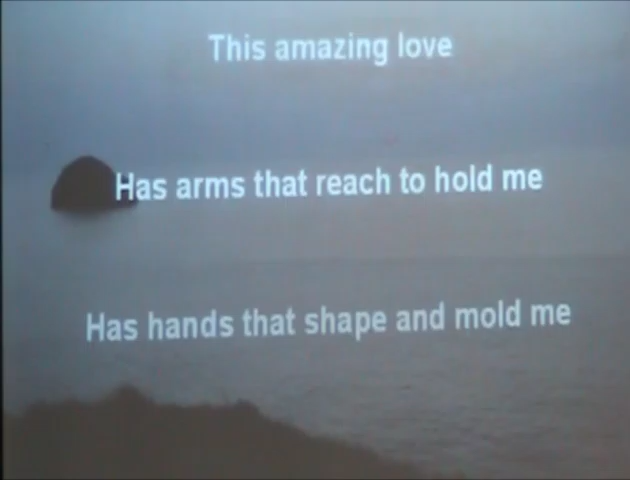 This amazing love
Has arms that reach to hold me
Has hands that shape and mold me